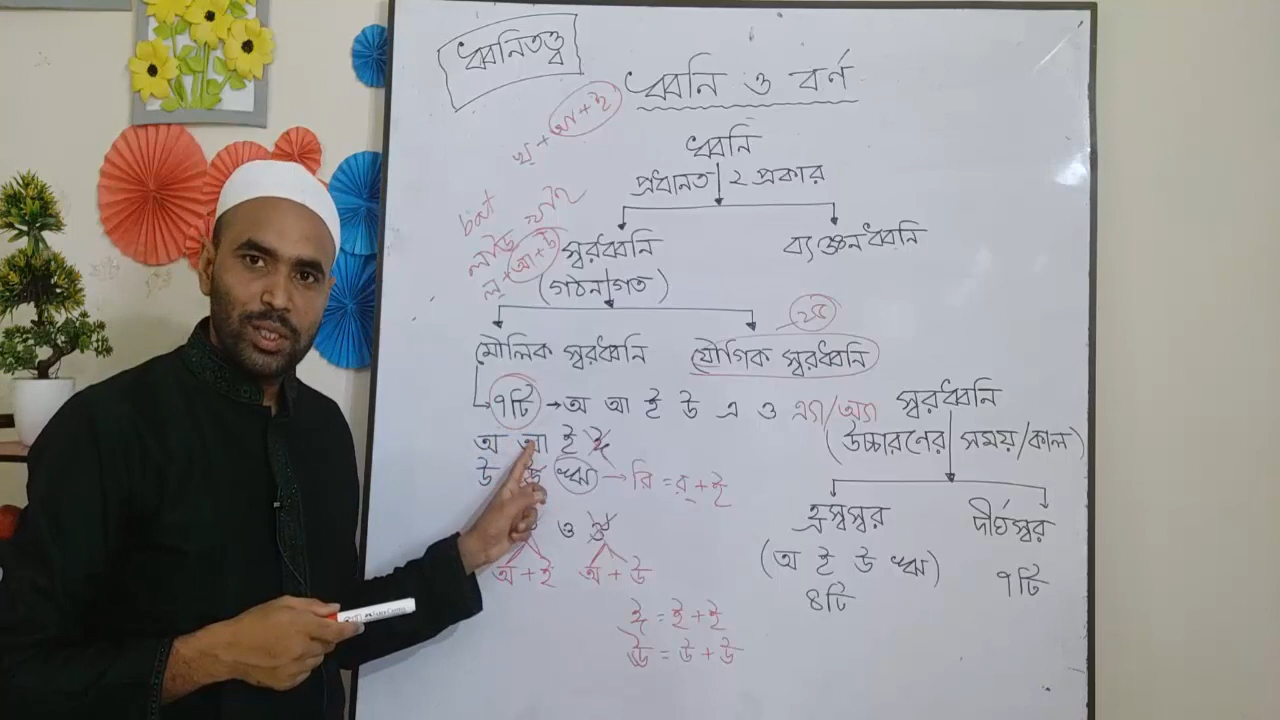 ধ্বনিতত্ত্ব
ধ্বনি ও বর্ণ
খ্ + আ + ই
ধ্বনি
প্রধানত ২ প্রকার
boat
খাই
লাউ
ল্ + আ + উ
স্বরধ্বনি
ব্যঞ্জনধ্বনি
(গঠনগত)
২৫
মৌলিক স্বরধ্বনি
যৌগিক স্বরধ্বনি
৭টি → অ আ ই উ এ ও এ্যা/অ্যা
স্বরধ্বনি
(উচ্চারণের সময়/কাল)
অ আ ই ঈ
উ ঊ ঋ → রি = র্ + ই
ও ঔ
অ + ই অ + উ
হ্রস্বস্বর
দীর্ঘস্বর
(অ ই উ ঋ)
৪টি
৭টি
ঈ = ই + ই
ঊ = উ + উ